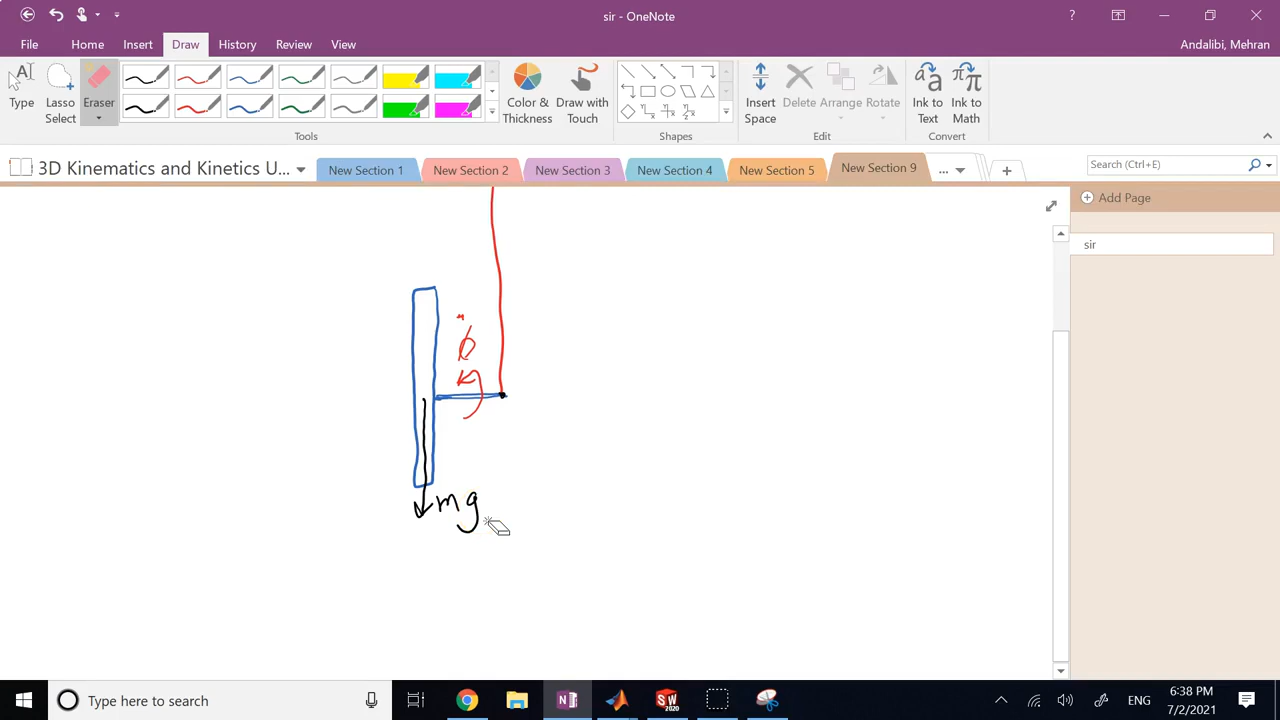 sir - OneNote
File Home Insert Draw History Review View
Andalibi, Mehran
Type
Lasso Select
Eraser
Color & Thickness
Draw with Touch
Insert Space
Delete Arrange Rotate
Ink to Text
Ink to Math
Tools Shapes Edit Convert
3D Kinematics and Kinetics U...
New Section 1 New Section 2 New Section 3 New Section 4 New Section 5 New Section 9 ...
Search (Ctrl+E)
Add Page
sir
ϕ̇
mg
Type here to search
ENG
6:38 PM
7/2/2021